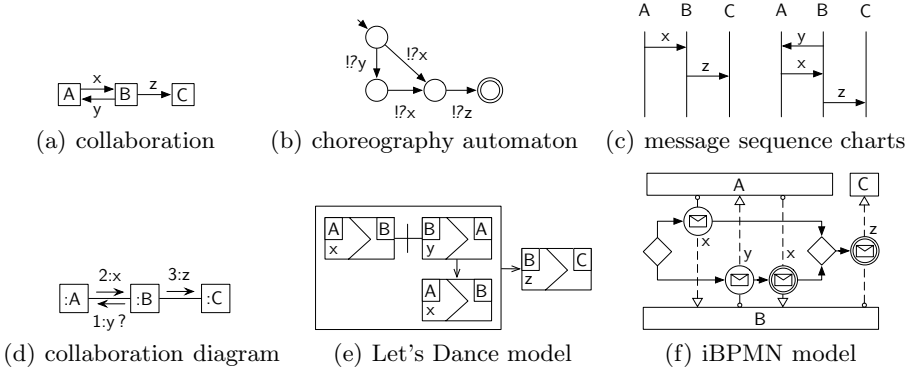 A x y B z C
(a) collaboration
!?y !?x
!?x !?z
(b) choreography automaton
A B C A B C
x y
z x
z
(c) message sequence charts
2:x 3:z
:A :B :C
1:y?
(d) collaboration diagram
A B B A
x y
B C
z
A B
x
(e) Let's Dance model
A C
x y x z
B
(f) iBPMN model